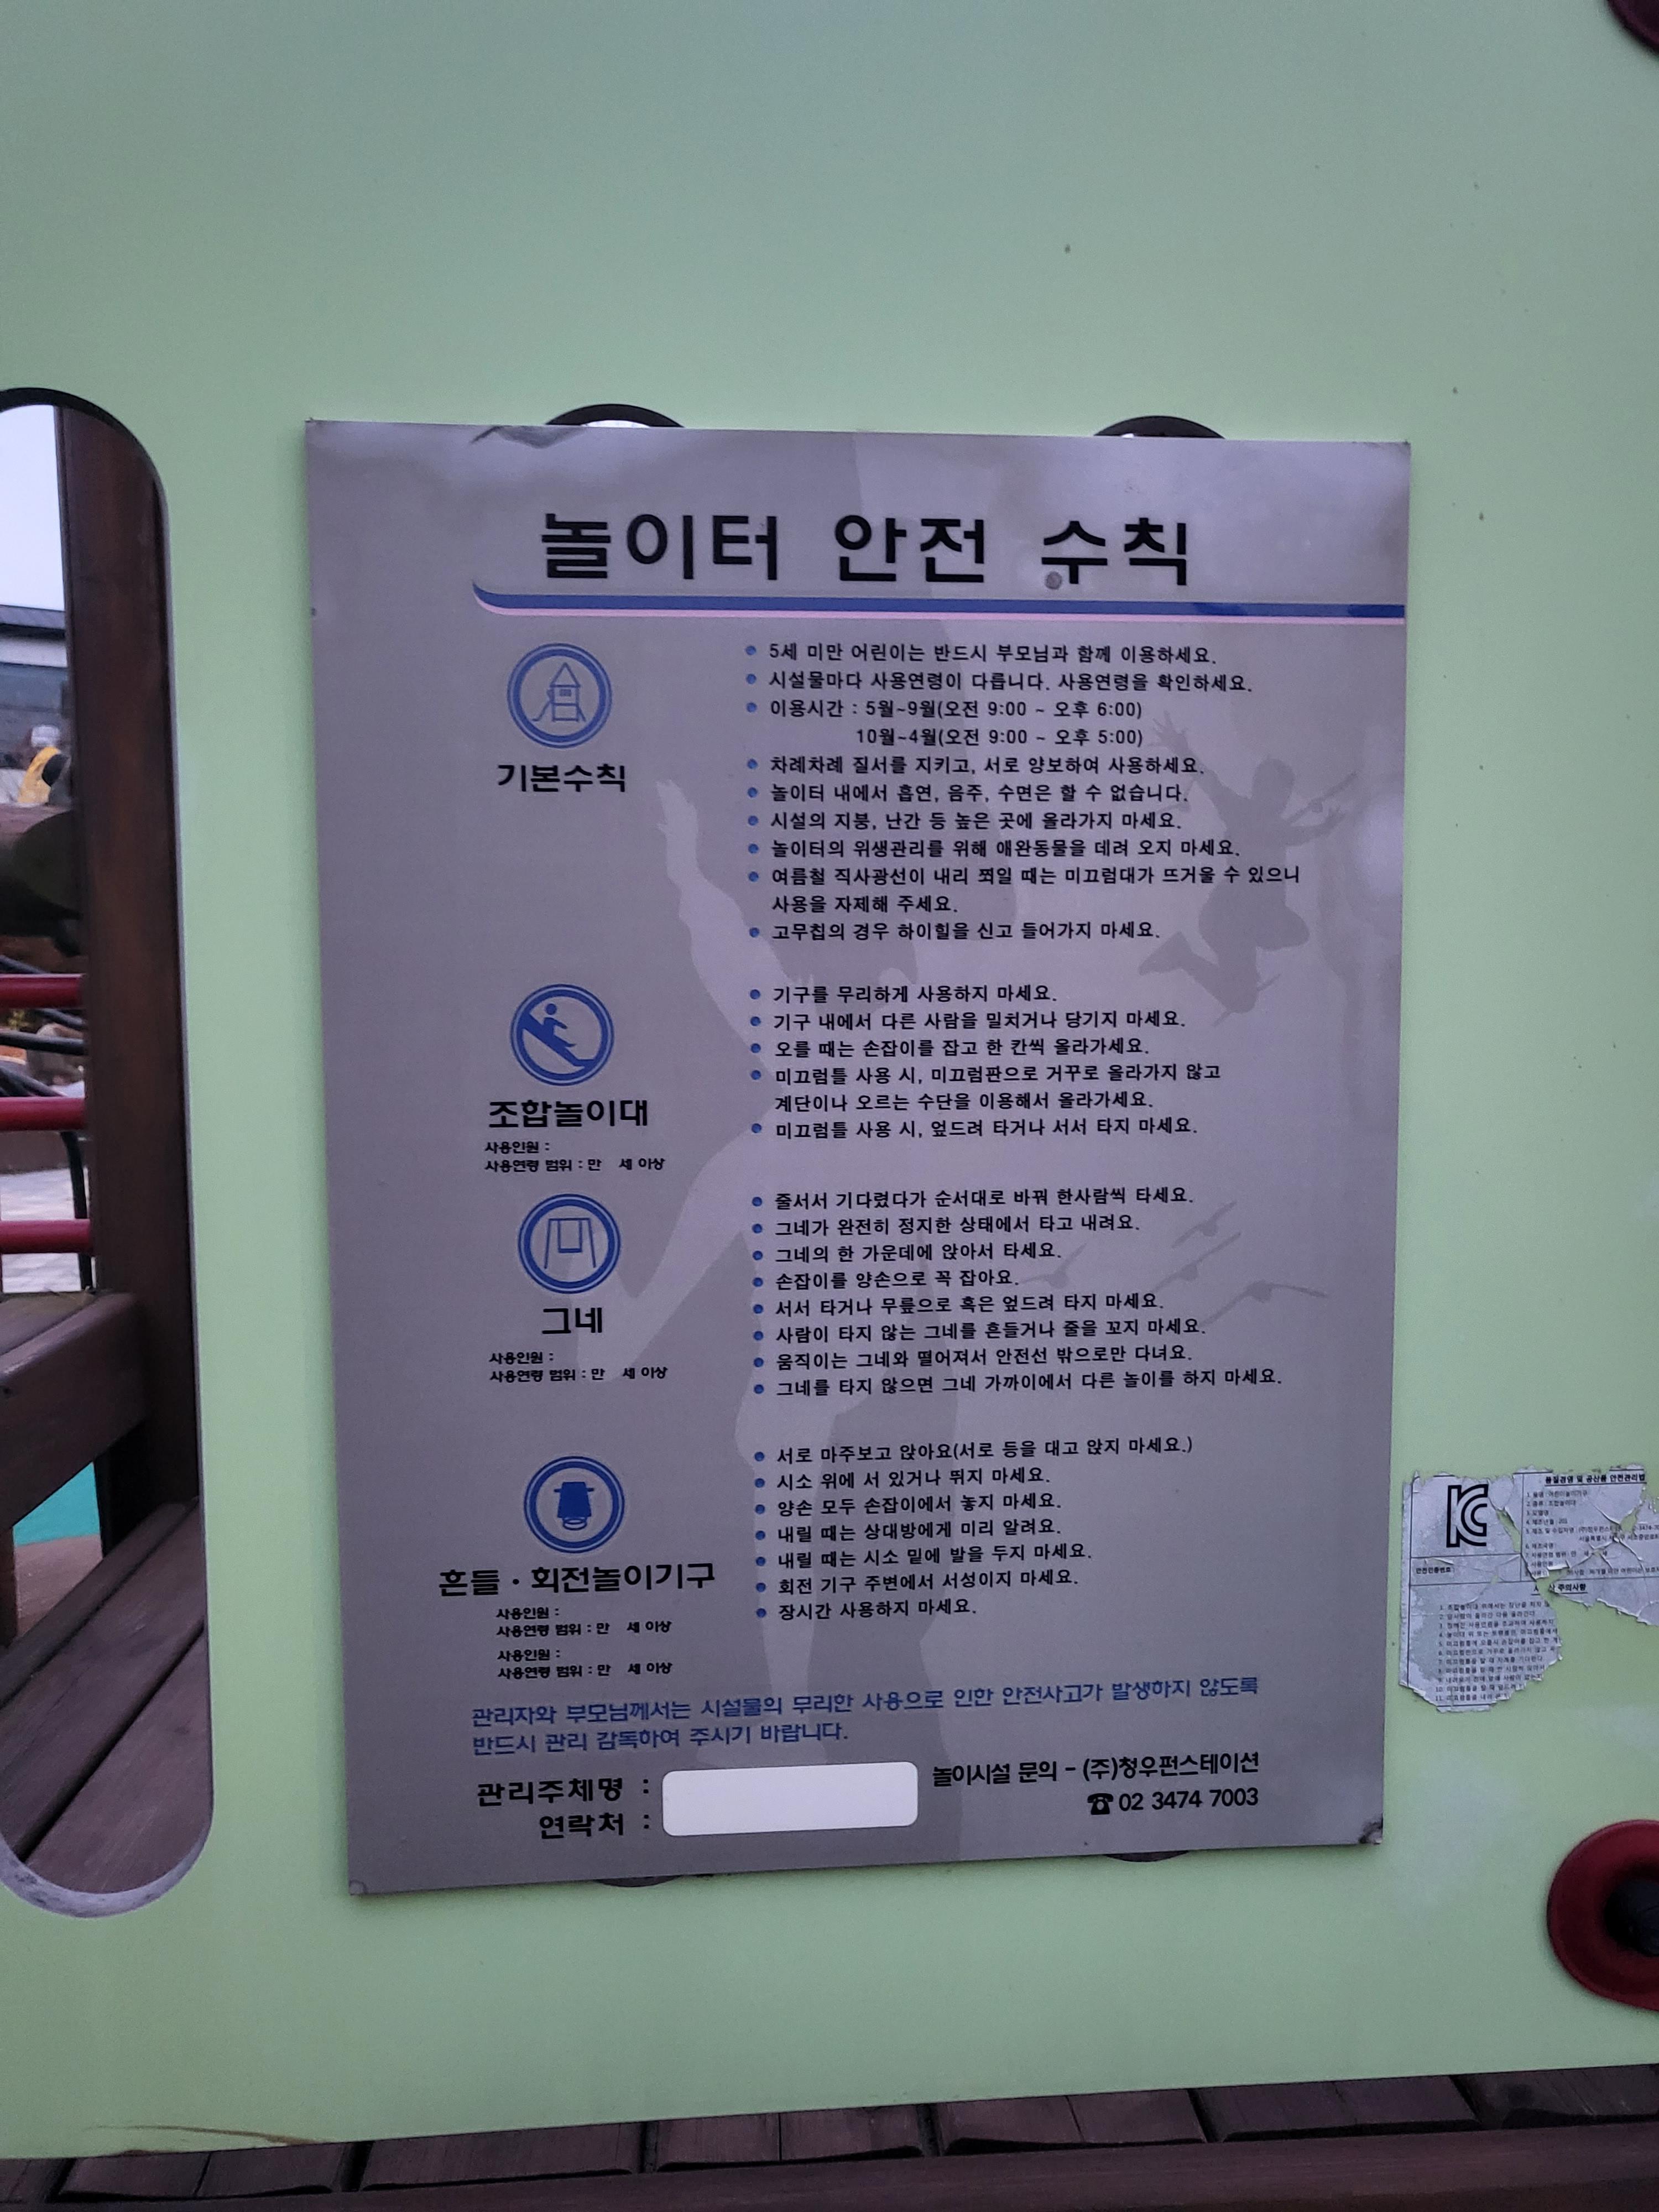 놀이터 안전 수칙
기본수칙
5세 미만 어린이는 반드시 부모님과 함께 이용하세요.
시설물마다 사용연령이 다릅니다. 사용연령을 확인하세요.
이용시간 : 5월~9월(오전 9:00 ~ 오후 6:00)
10월~4월(오전 9:00 ~ 오후 5:00)
차례차례 질서를 지키고, 서로 양보하여 사용하세요.
놀이터 내에서 흡연, 음주, 수면은 할 수 없습니다.
시설의 지붕, 난간 등 높은 곳에 올라가지 마세요.
놀이터의 위생관리를 위해 애완동물을 데려 오지 마세요.
여름철 직사광선이 내리 쬐일 때는 미끄럼대가 뜨거울 수 있으니
사용을 자제해 주세요.
고무칩의 경우 하이힐을 신고 들어가지 마세요.
조합놀이대
사용인원 :
사용연령 범위 : 만 세 이상
기구를 무리하게 사용하지 마세요.
기구 내에서 다른 사람을 밀치거나 당기지 마세요.
오를 때는 손잡이를 잡고 한 칸씩 올라가세요.
미끄럼틀 사용 시, 미끄럼판으로 거꾸로 올라가지 않고
계단이나 오르는 수단을 이용해서 올라가세요.
미끄럼틀 사용 시, 엎드려 타거나 서서 타지 마세요.
그네
사용인원 :
사용연령 범위 : 만 세 이상
줄서서 기다렸다가 순서대로 바꿔 한사람씩 타세요.
그네가 완전히 정지한 상태에서 타고 내려요.
그네의 한 가운데에 앉아서 타세요.
손잡이를 양손으로 꼭 잡아요.
서서 타거나 무릎으로 혹은 엎드려 타지 마세요.
사람이 타지 않는 그네를 흔들거나 줄을 꼬지 마세요.
움직이는 그네와 떨어져서 안전선 밖으로만 다녀요.
그네를 타지 않으면 그네 가까이에서 다른 놀이를 하지 마세요.
흔들 · 회전놀이기구
사용인원 :
사용연령 범위 : 만 세 이상
사용인원 :
사용연령 범위 : 만 세 이상
서로 마주보고 앉아요(서로 등을 대고 앉지 마세요.)
시소 위에 서 있거나 뛰지 마세요.
양손 모두 손잡이에서 놓지 마세요.
내릴 때는 상대방에게 미리 알려요.
내릴 때는 시소 밑에 발을 두지 마세요.
회전 기구 주변에서 서성이지 마세요.
장시간 사용하지 마세요.
관리자와 부모님께서는 시설물의 무리한 사용으로 인한 안전사고가 발생하지 않도록
반드시 관리 감독하여 주시기 바랍니다.
관리주체명 :
연락처 :
놀이시설 문의 - (주)청우펀스테이션
☎ 02 3474 7003
품질경영 및 공산품 안전관리법
안전인증번호
주의사항